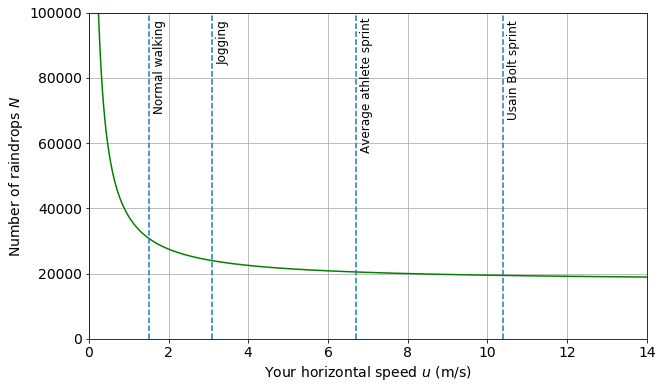 100000
80000
60000
40000
20000
0
Number of raindrops N
Normal walking
Jogging
Average athlete sprint
Usain Bolt sprint
0 2 4 6 8 10 12 14
Your horizontal speed u (m/s)